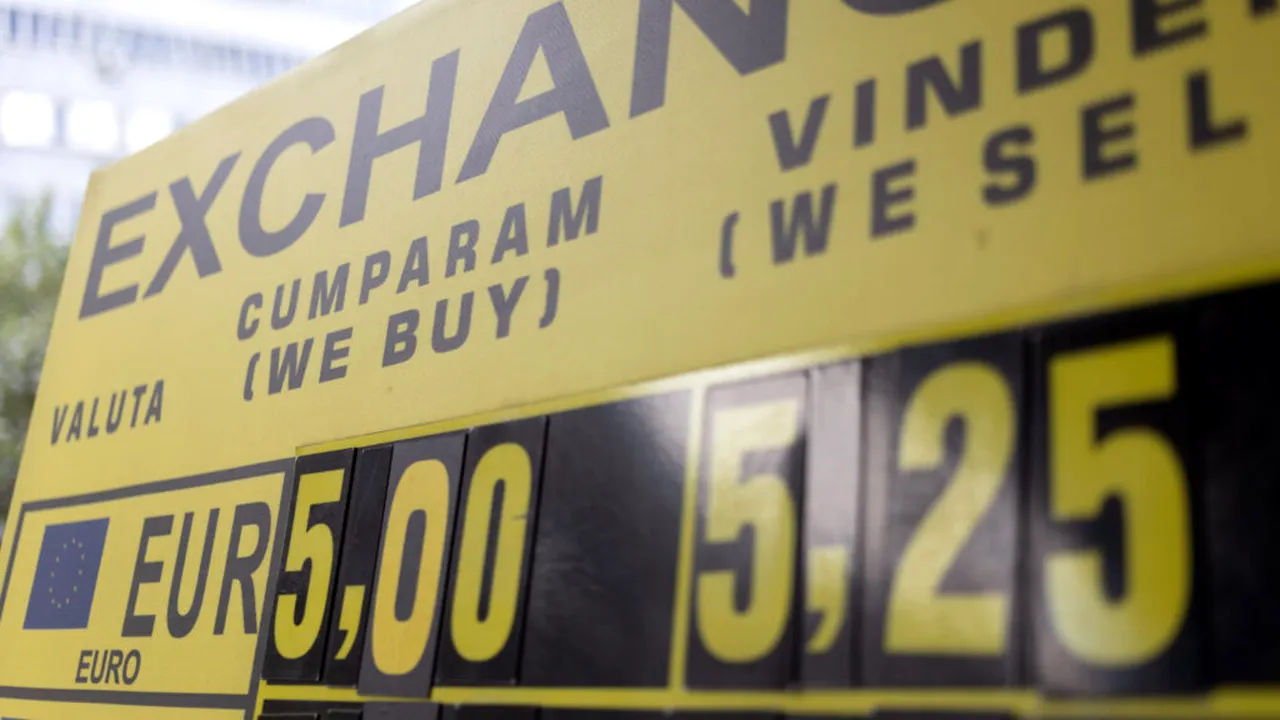 EXCHAN
CUMPARAM
(WE BUY)
VINDE
(WE SEL
VALUTA
EUR
EURO
5,00
5,25